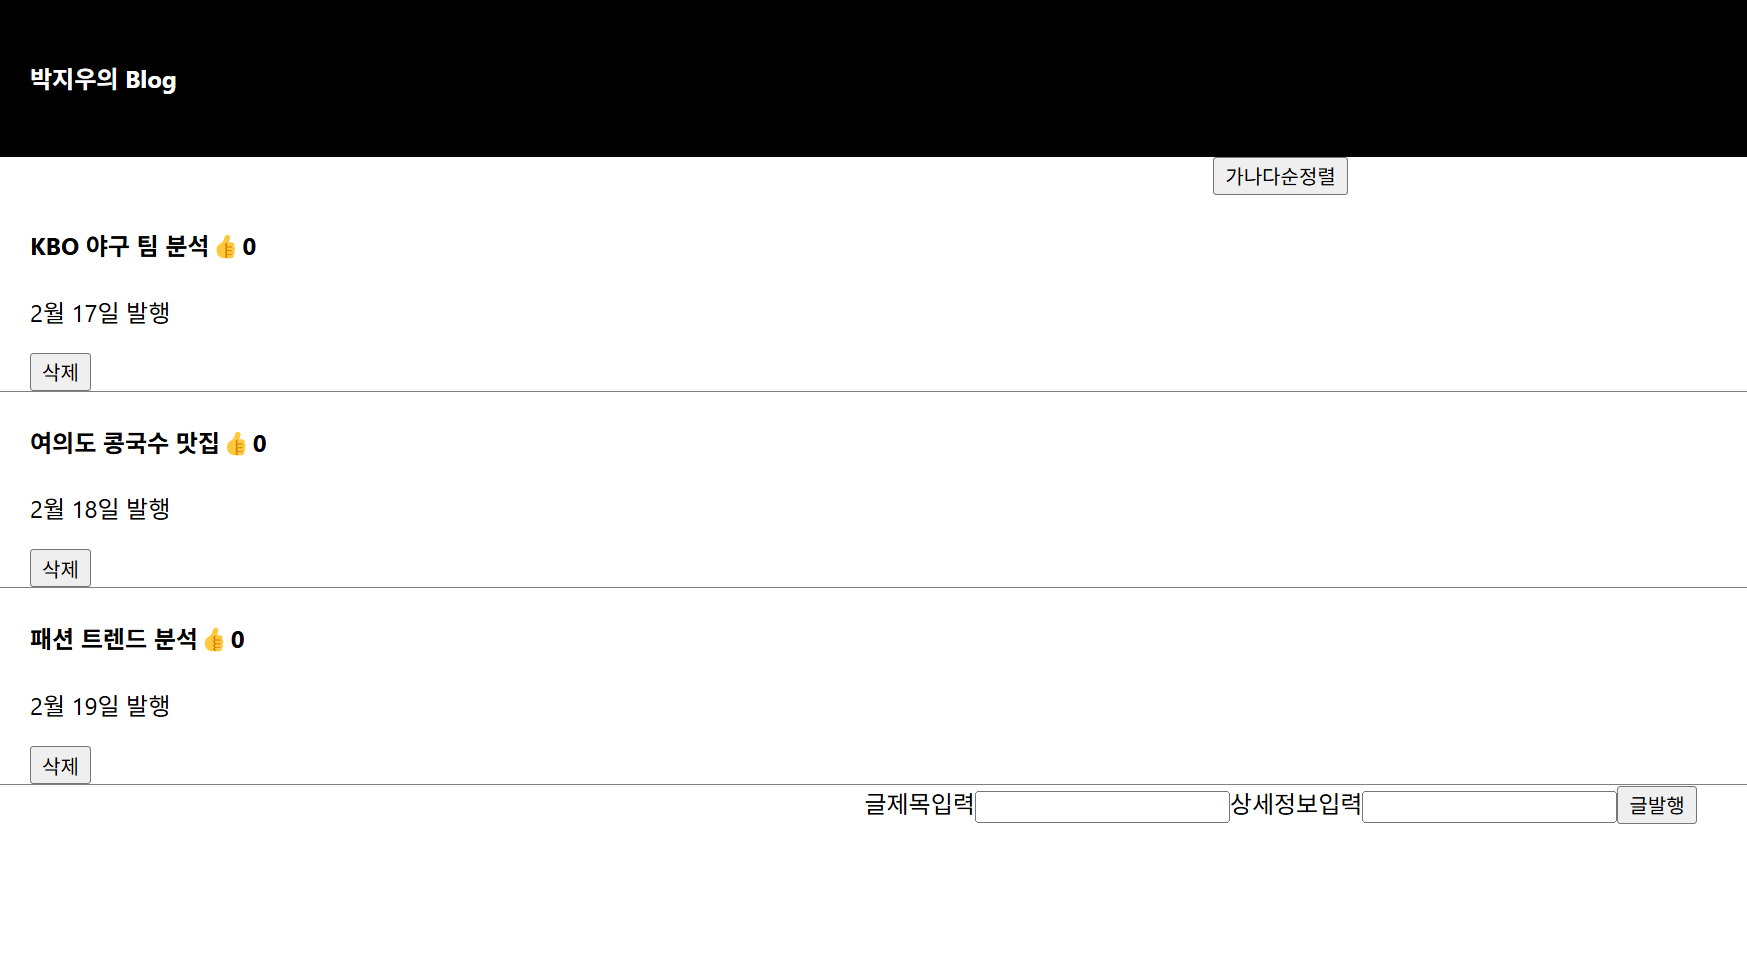 박지우의 Blog
가나다순정렬
KBO 야구 팀 분석 👍 0
2월 17일 발행
삭제
여의도 콩국수 맛집 👍 0
2월 18일 발행
삭제
패션 트렌드 분석 👍 0
2월 19일 발행
삭제
글제목입력 상세정보입력 글발행